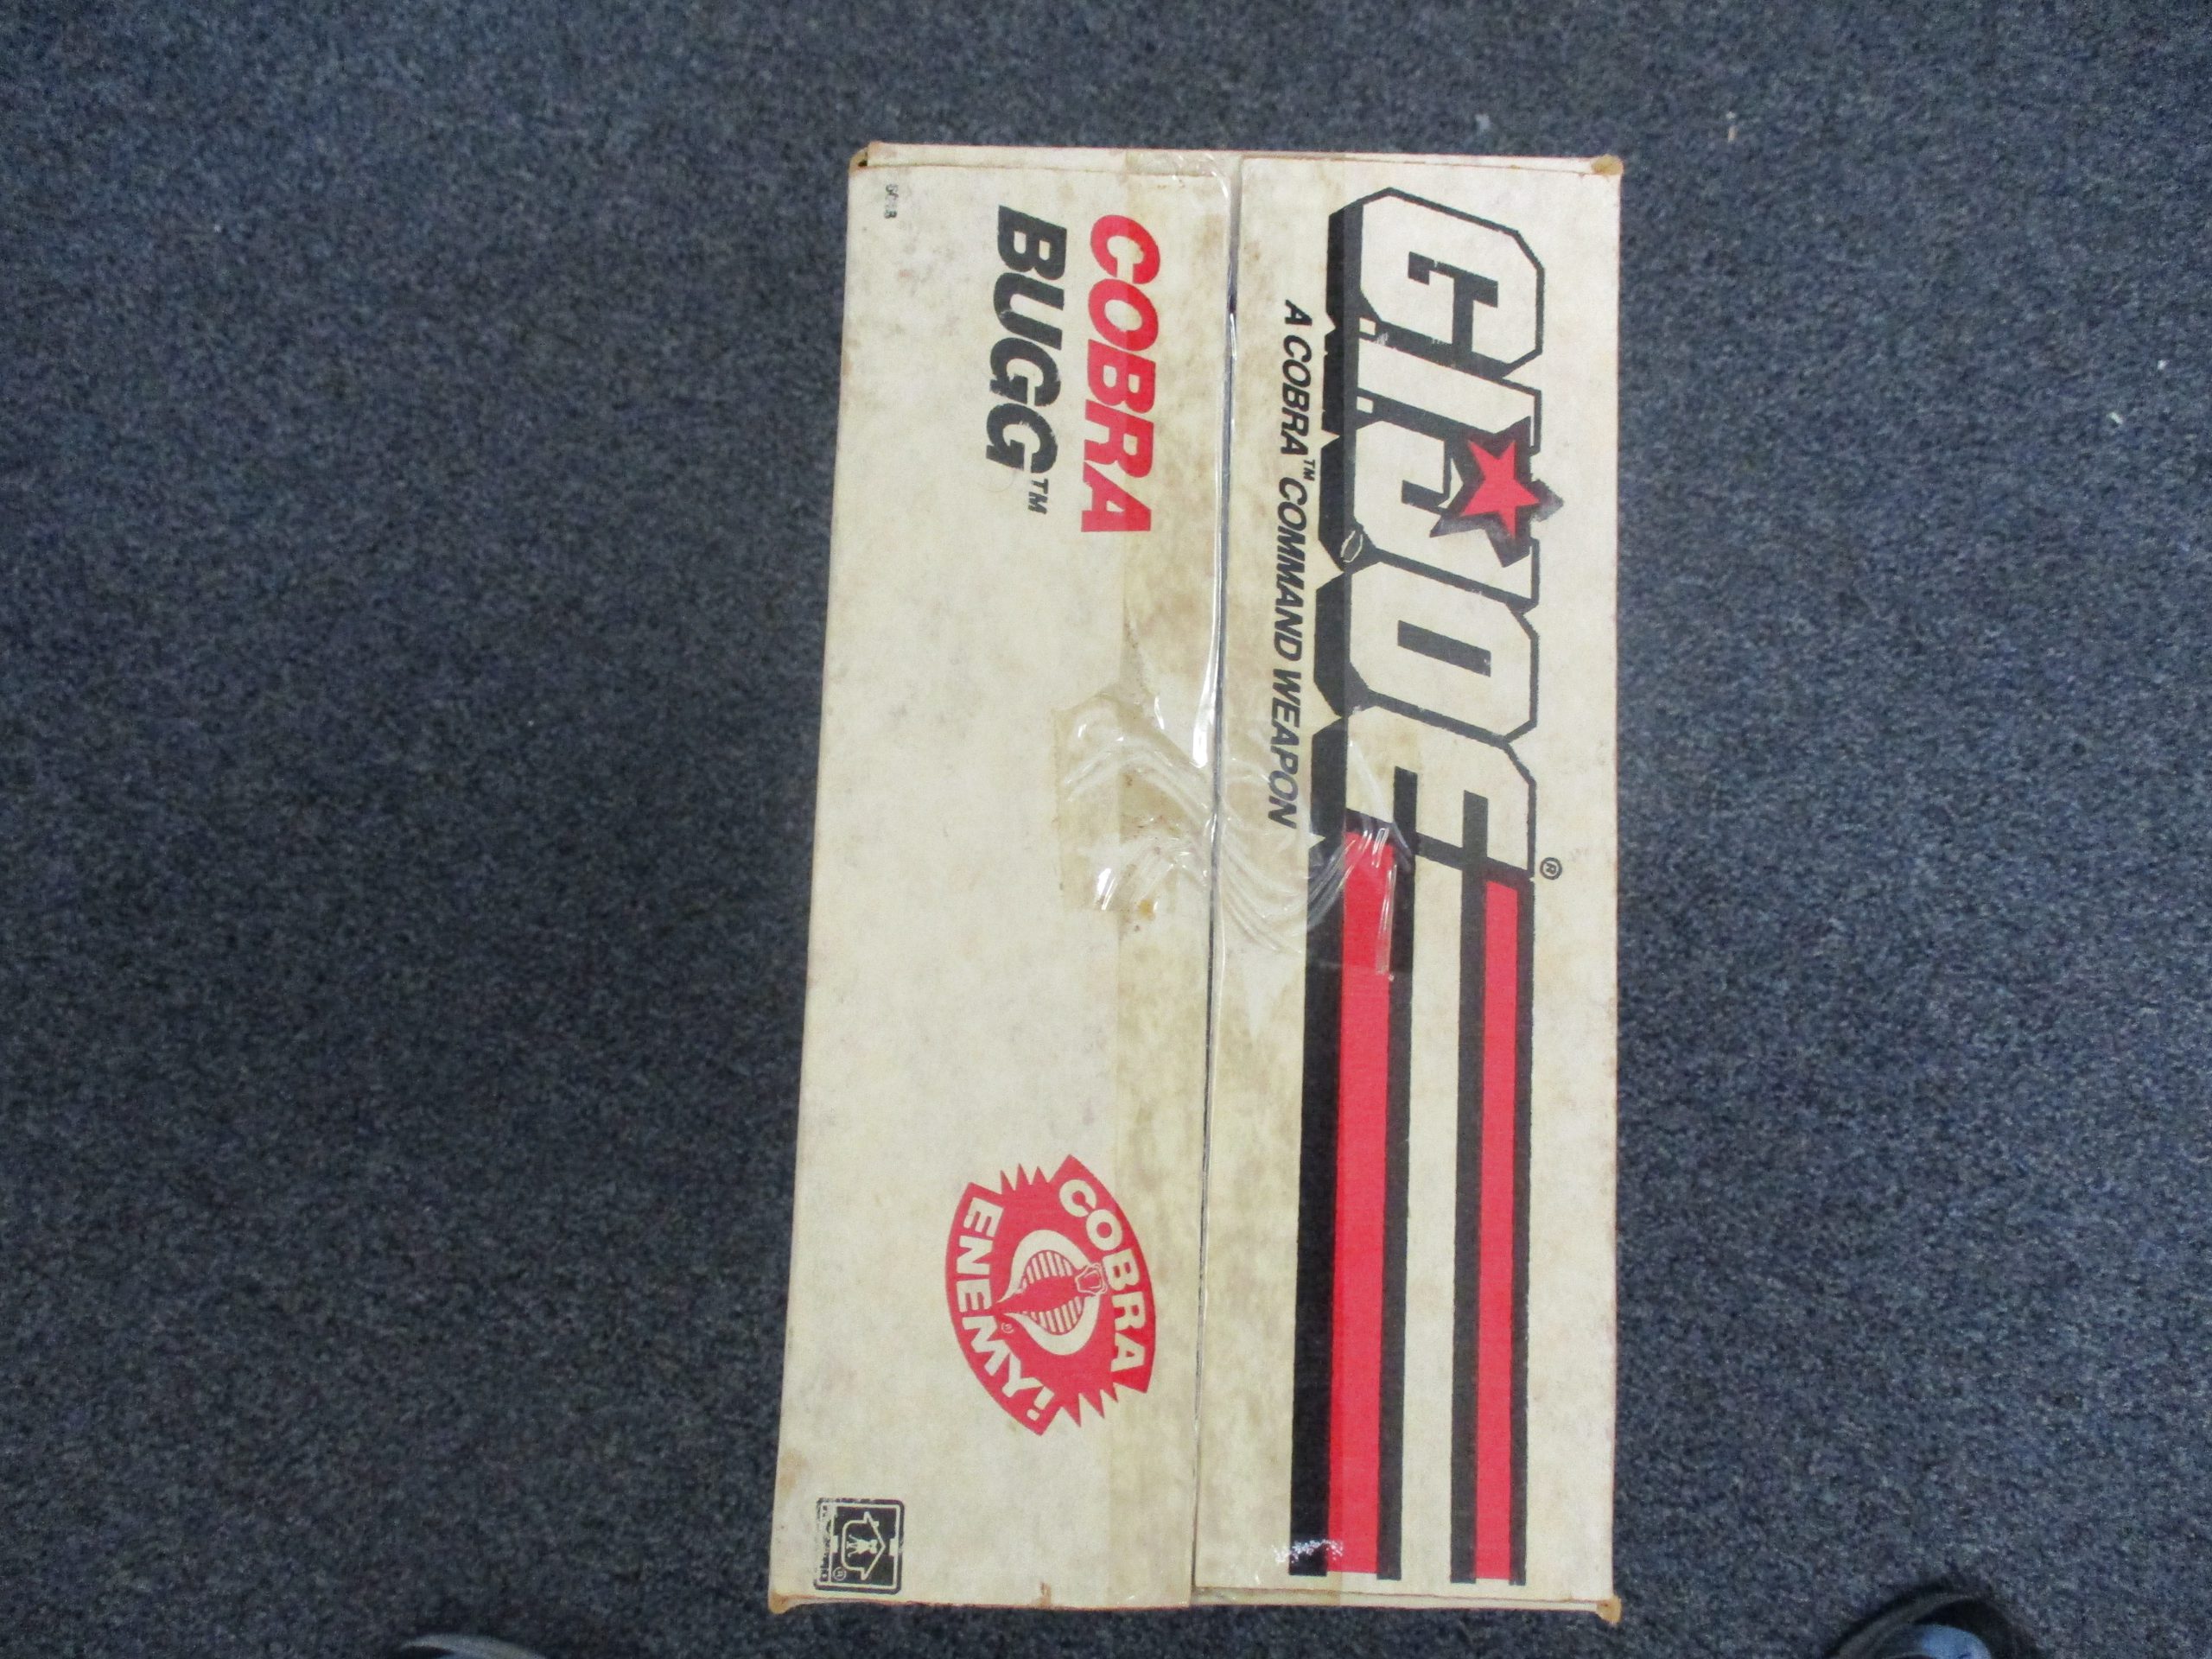 G.I. JOE®
A COBRA™ COMMAND WEAPON
COBRA
BUGG™
COBRA
ENEMY